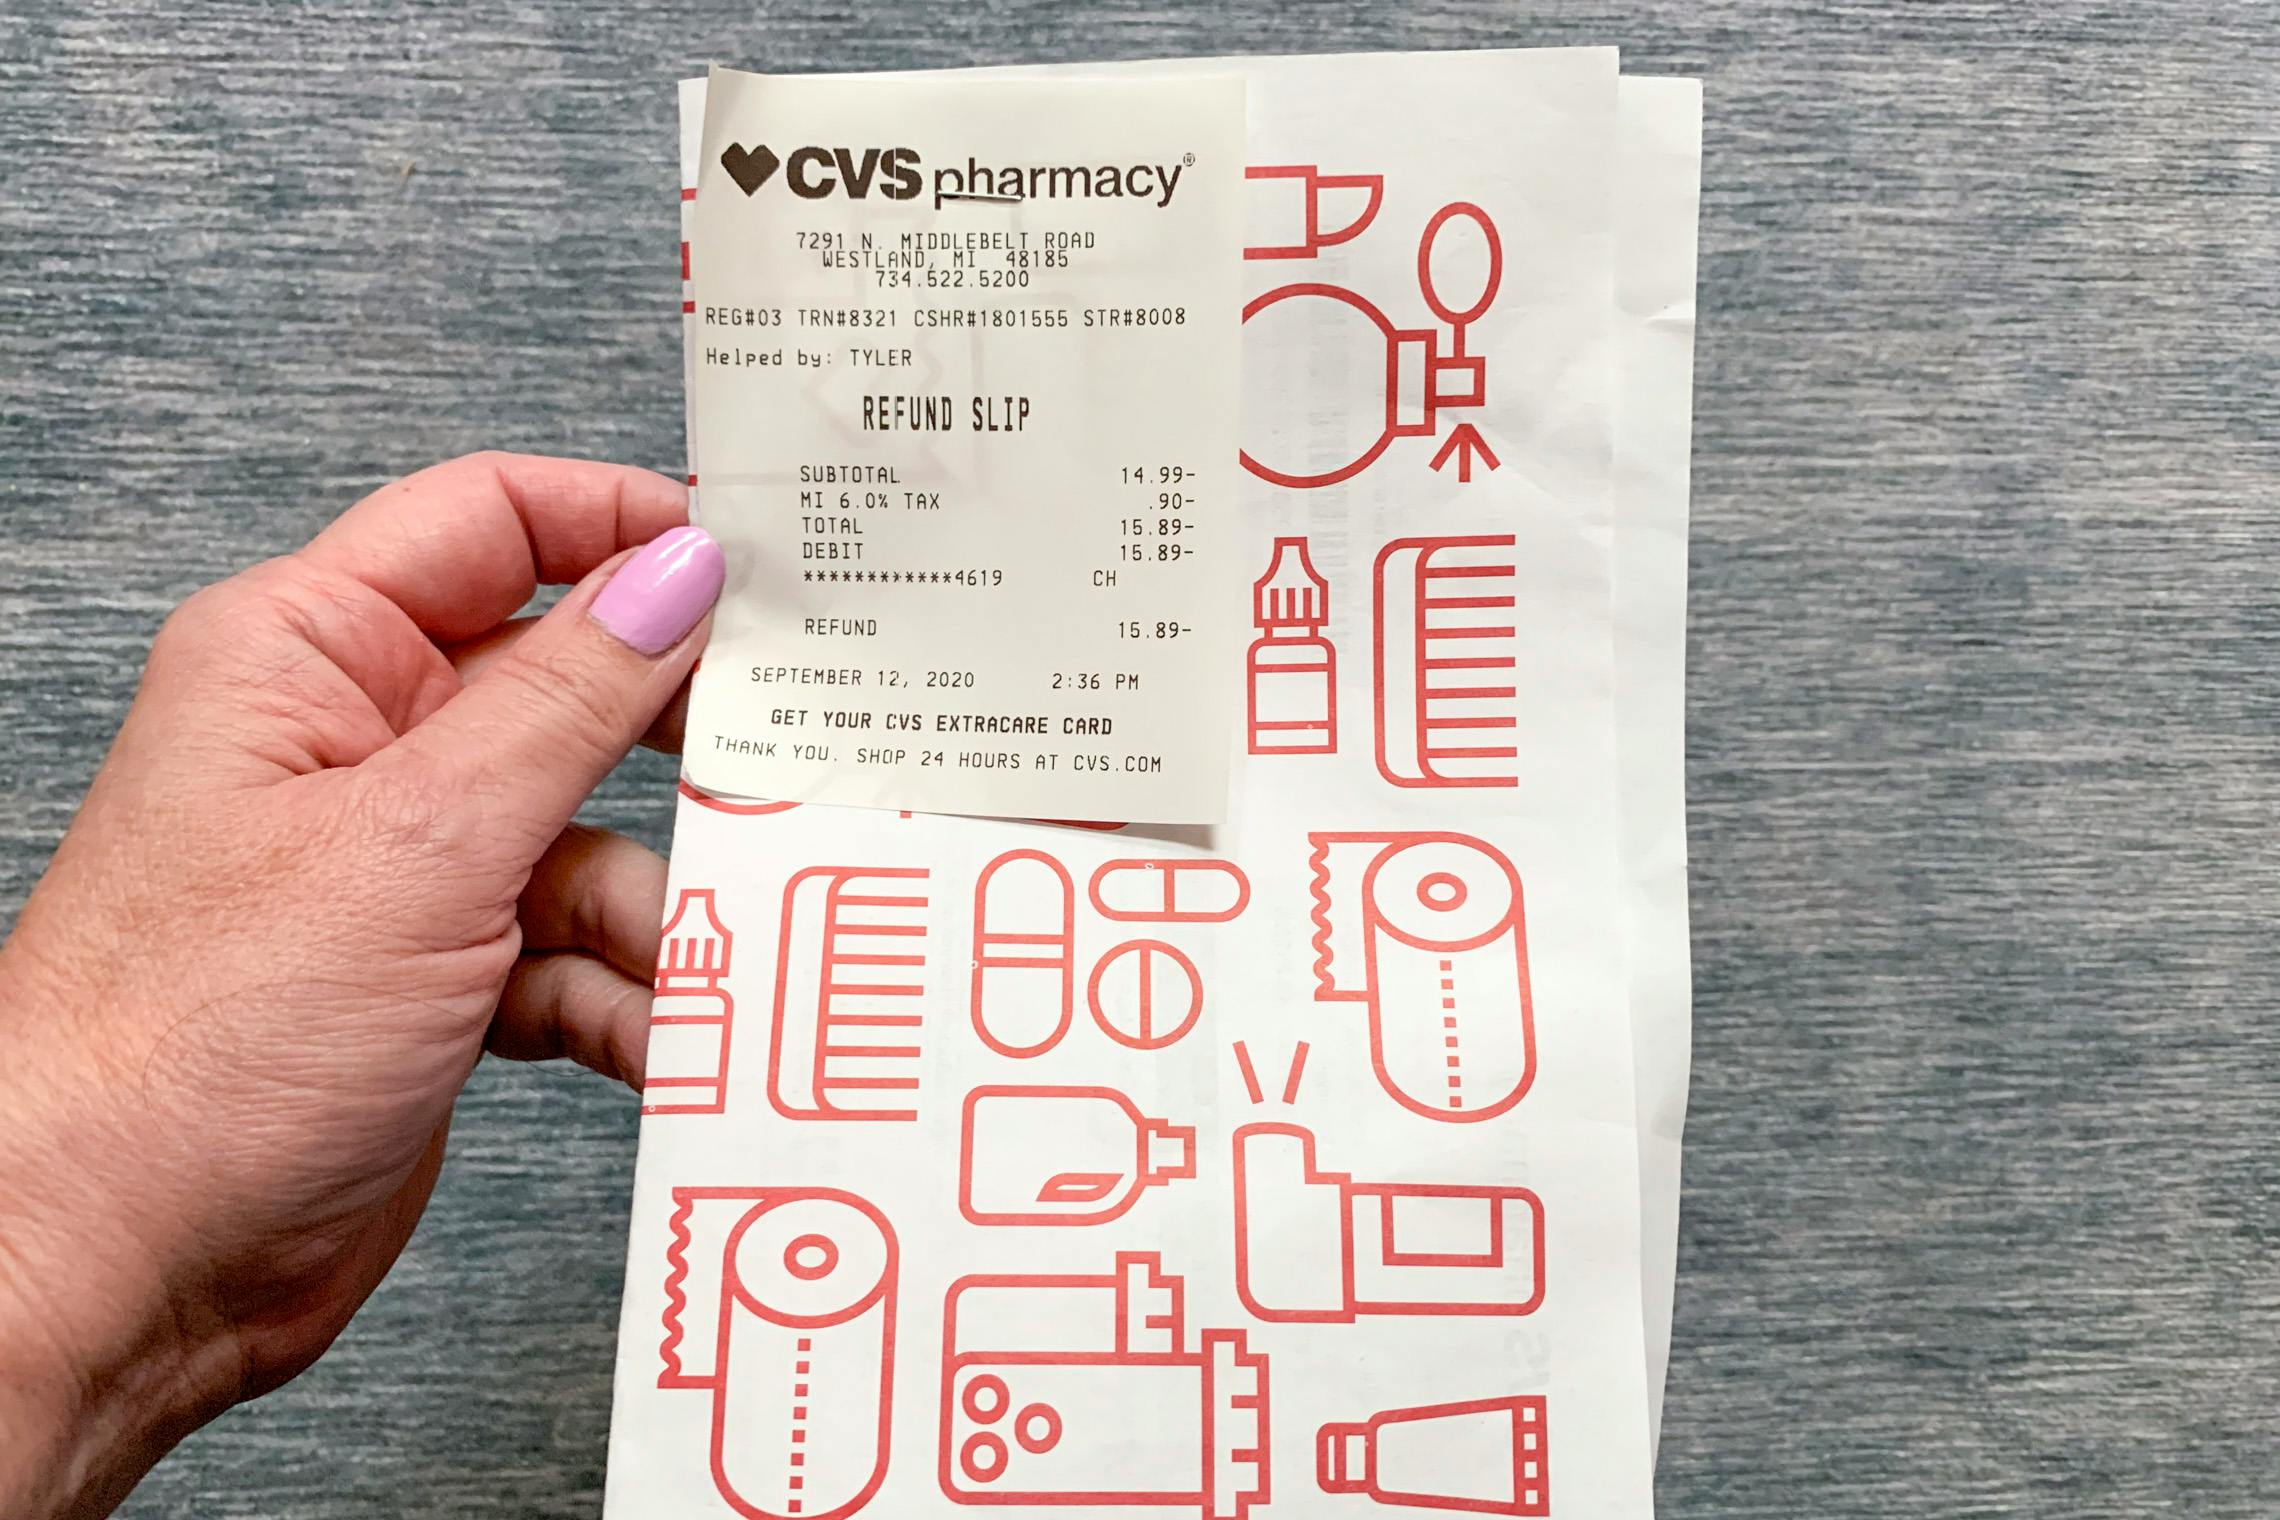 CVS pharmacy®
7291 N. MIDDLEBELT ROAD
WESTLAND, MI 48185
734.522.5200
REG#03 TRN#8321 CSHR#1801555 STR#8008
Helped by: TYLER
REFUND SLIP
SUBTOTAL 14.99-
MI 6.0% TAX .90-
TOTAL 15.89-
DEBIT 15.89-
************4619 CH
REFUND 15.89-
SEPTEMBER 12, 2020 2:36 PM
GET YOUR CVS EXTRACARE CARD
THANK YOU. SHOP 24 HOURS AT CVS.COM